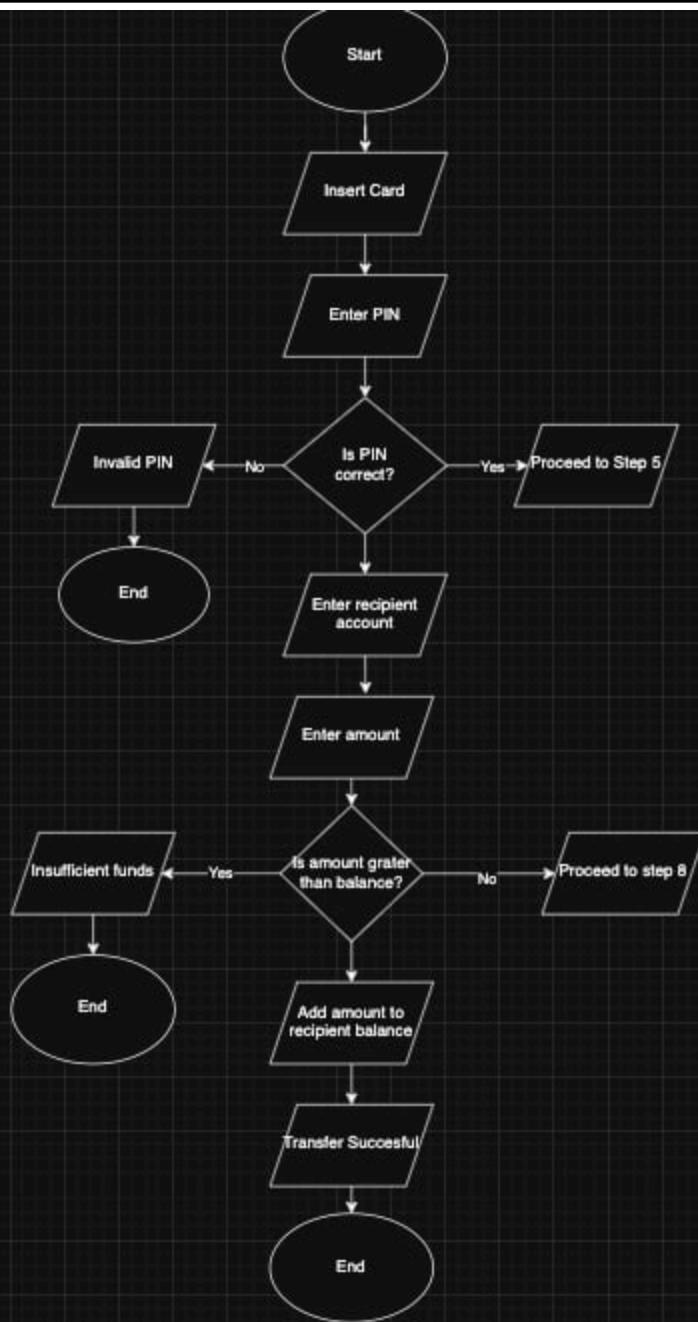 Start
Insert Card
Enter PIN
Is PIN
correct?
No
Yes
Invalid PIN
Proceed to Step 5
End
Enter recipient
account
Enter amount
Is amount grater
than balance?
Yes
No
Insufficient funds
Proceed to step 8
End
Add amount to
recipient balance
Transfer Succesful
End